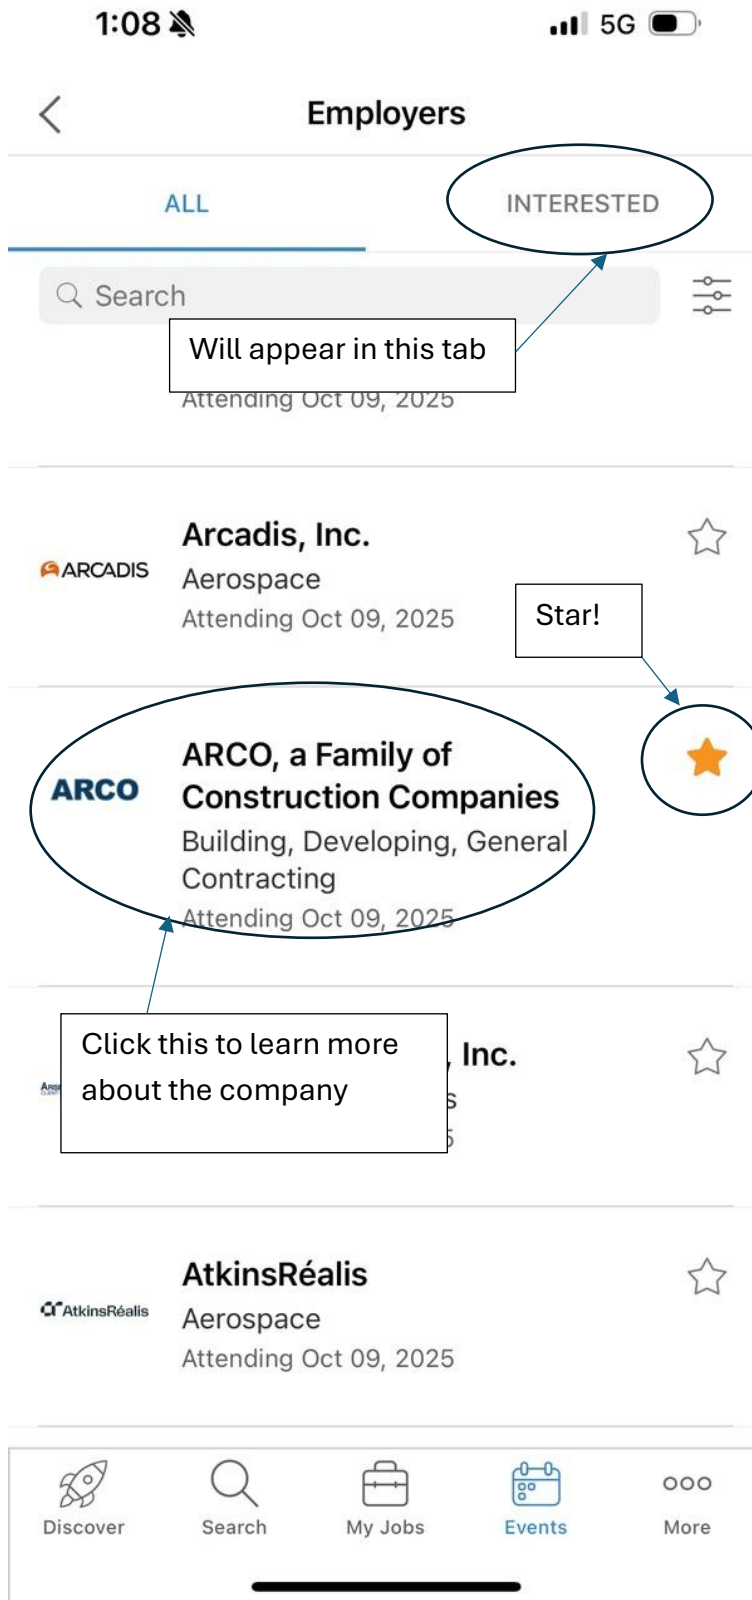 1:08
5G
Employers
ALL
INTERESTED
Search
Will appear in this tab
Attending Oct 09, 2025
ARCADIS
Arcadis, Inc.
Aerospace
Attending Oct 09, 2025
Star!
ARCO
ARCO, a Family of
Construction Companies
Building, Developing, General
Contracting
Attending Oct 09, 2025
Click this to learn more
about the company
, Inc.
AtkinsRéalis
AtkinsRéalis
Aerospace
Attending Oct 09, 2025
Discover
Search
My Jobs
Events
More